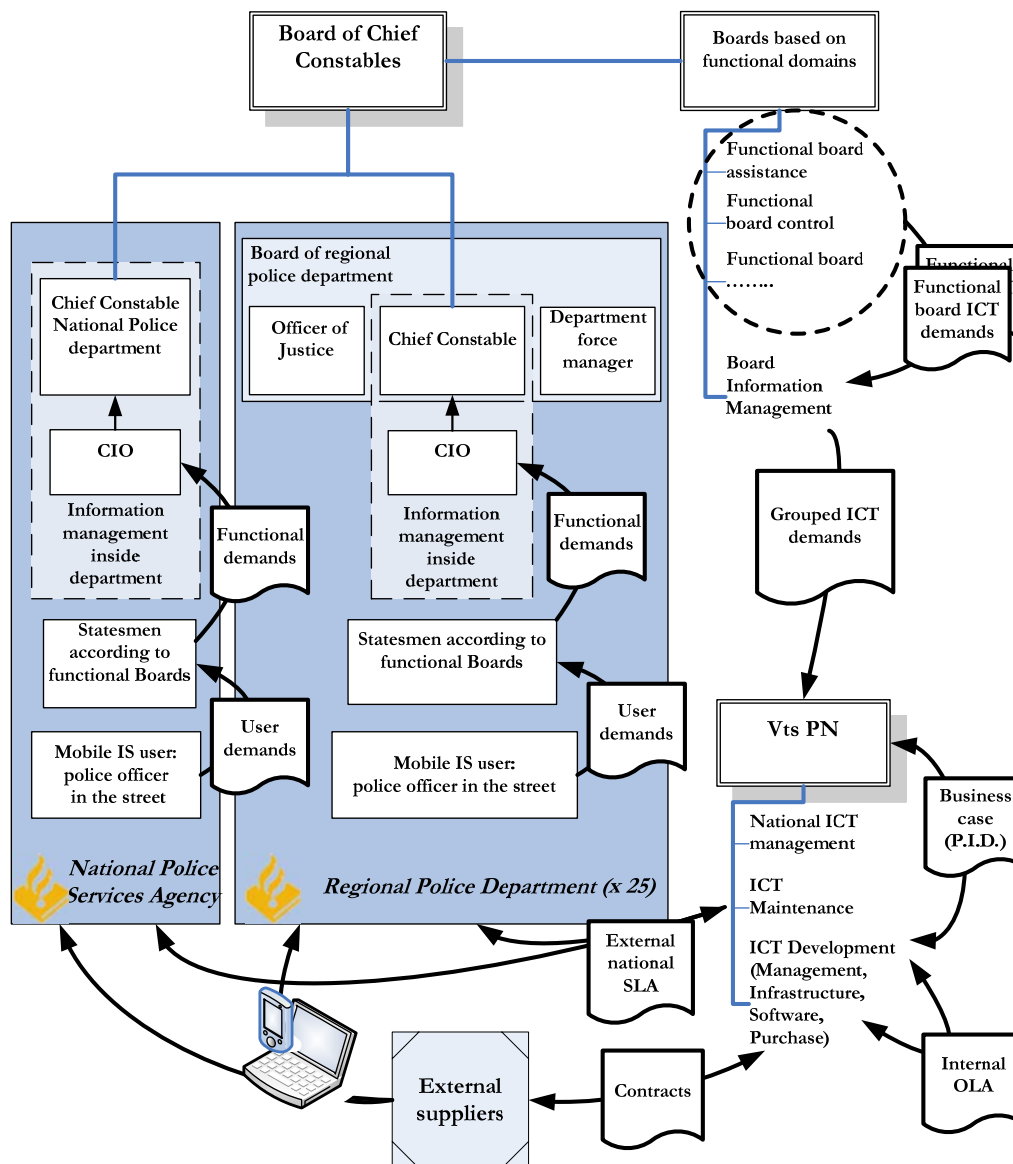 Board of Chief
Constables
Boards based on
functional domains
Functional board
assistance
Functional
board control
Functional board
………
Functional
Functional
board ICT
demands
Board
Information
Management
Board of regional
police department
Chief Constable
National Police
department
Officer of
Justice
Chief Constable
Department
force
manager
CIO
CIO
Information
management
inside
department
Information
management
inside
department
Functional
demands
Functional
demands
Grouped ICT
demands
Statesmen
according to
functional Boards
Statesmen according to
functional Boards
User
demands
User
demands
Mobile IS user:
police officer
in the street
Mobile IS user:
police officer in the street
Vts PN
Business
case
(P.I.D.)
National ICT
management
ICT
Maintenance
ICT Development
(Management,
Infrastructure,
Software,
Purchase)
National Police
Services Agency
Regional Police Department (x 25)
External
national
SLA
Internal
OLA
External
suppliers
Contracts